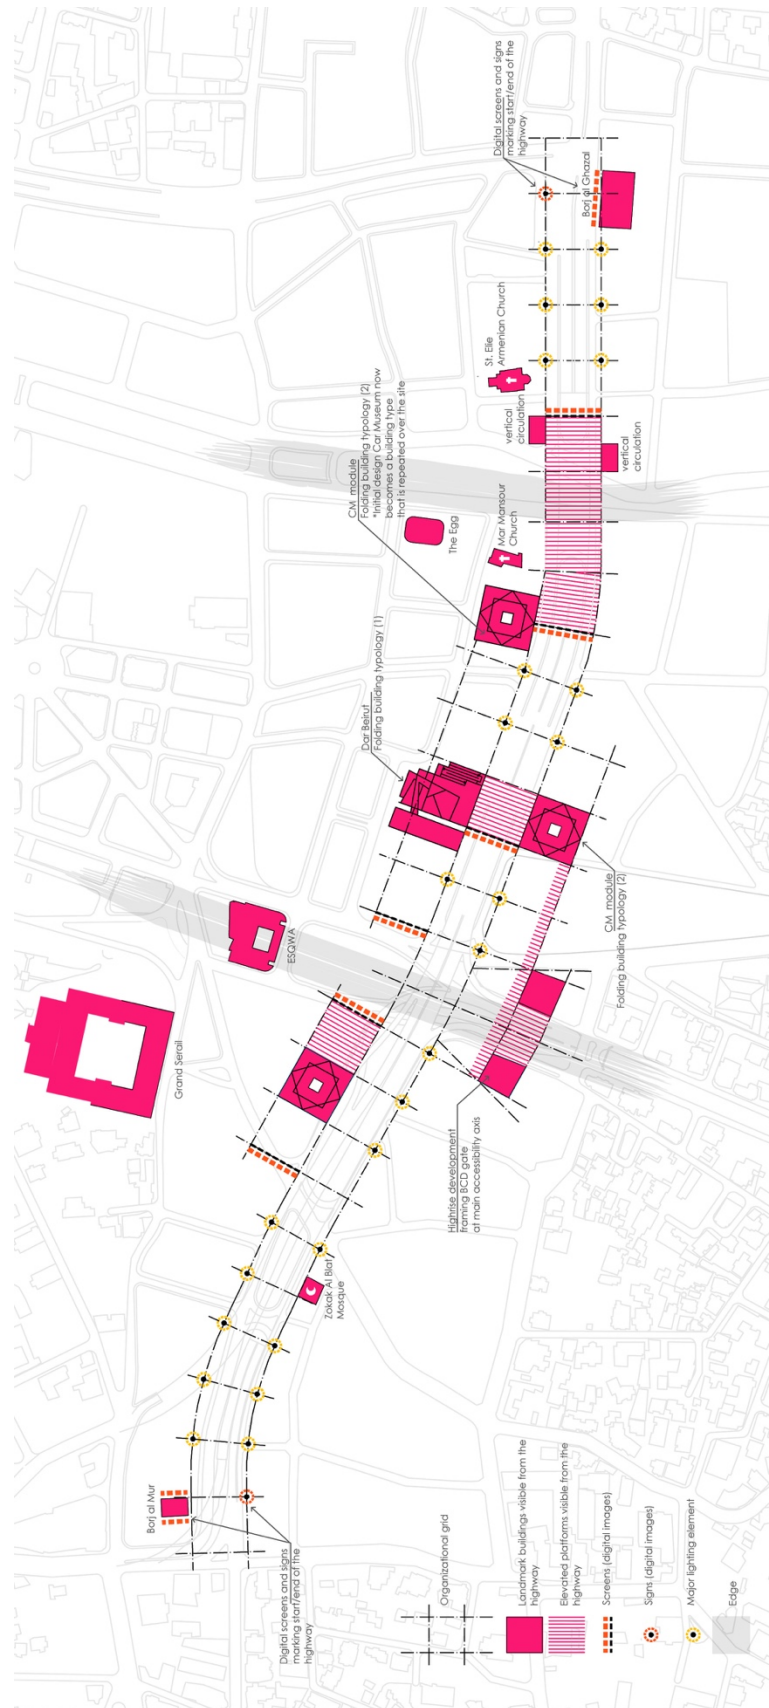 Digital screens and signs
marking start/end of the
highway
Borj al Ghazal
St. Elie
Armenian Church
vertical
circulation
vertical
circulation
CM module
Folding building typology (2)
*Initial design Car Museum now
becomes a building type
that is repeated over the site
The Egg
Mar Mansour
Church
Dar Beirut
Folding building typology (1)
CM module
Folding building typology (2)
ESQWA
Grand Serail
Highrise development
framing BCD gate
at main accessibility axis
Zokak Al Blat
Mosque
Borj al Mur
Digital screens and signs
marking start/end of the
highway
Organizational grid
Landmark buildings visible from the
highway
Elevated platforms visible from the
highway
Screens (digital images)
Signs (digital images)
Major lighting element
Edge